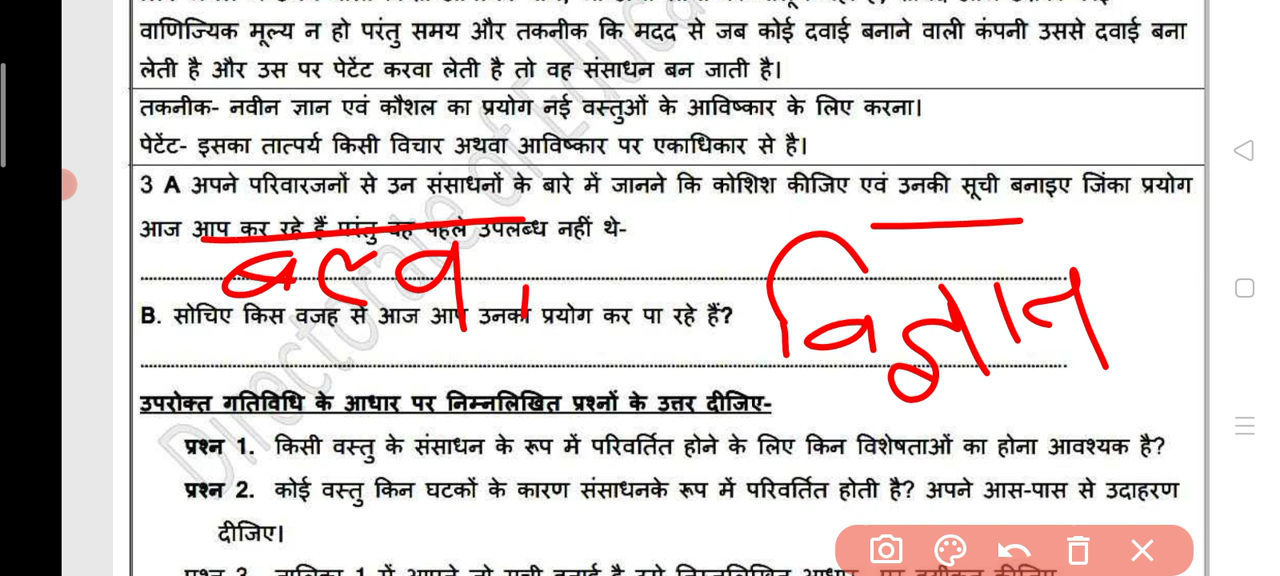 वाणिज्यिक मूल्य न हो परंतु समय और तकनीक कि मदद से जब कोई दवाई बनाने वाली कंपनी उससे दवाई बना
लेती है और उस पर पेटेंट करवा लेती है तो वह संसाधन बन जाती है।
तकनीक- नवीन ज्ञान एवं कौशल का प्रयोग नई वस्तुओं के आविष्कार के लिए करना।
पेटेंट- इसका तात्पर्य किसी विचार अथवा आविष्कार पर एकाधिकार से है।
3 A अपने परिवारजनों से उन संसाधनों के बारे में जानने कि कोशिश कीजिए एवं उनकी सूची बनाइए जिंका प्रयोग
आज आप कर रहे हैं परंतु वह पहले उपलब्ध नहीं थे-
विज्ञान
B. सोचिए किस वजह से आज आप उनका प्रयोग कर पा रहे हैं?
उपरोक्त गतिविधि के आधार पर निम्नलिखित प्रश्नों के उत्तर दीजिए-
प्रश्न 1. किसी वस्तु के संसाधन के रूप में परिवर्तित होने के लिए किन विशेषताओं का होना आवश्यक है?
प्रश्न 2. कोई वस्तु किन घटकों के कारण संसाधनके रूप में परिवर्तित होती है? अपने आस-पास से उदाहरण
दीजिए।
Directorate of Educa